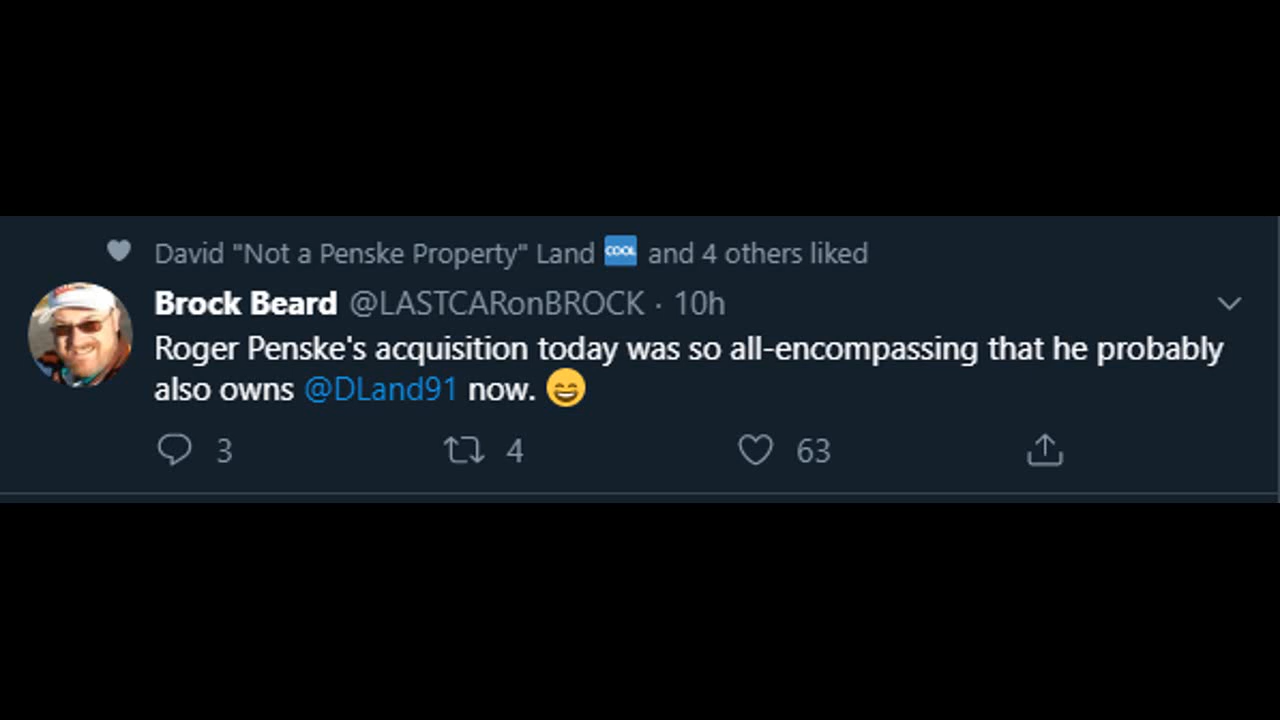 David "Not a Penske Property" Land 🆒 and 4 others liked
Brock Beard @LASTCARonBROCK · 10h
Roger Penske's acquisition today was so all-encompassing that he probably
also owns @DLand91 now. 😄
3 4 63